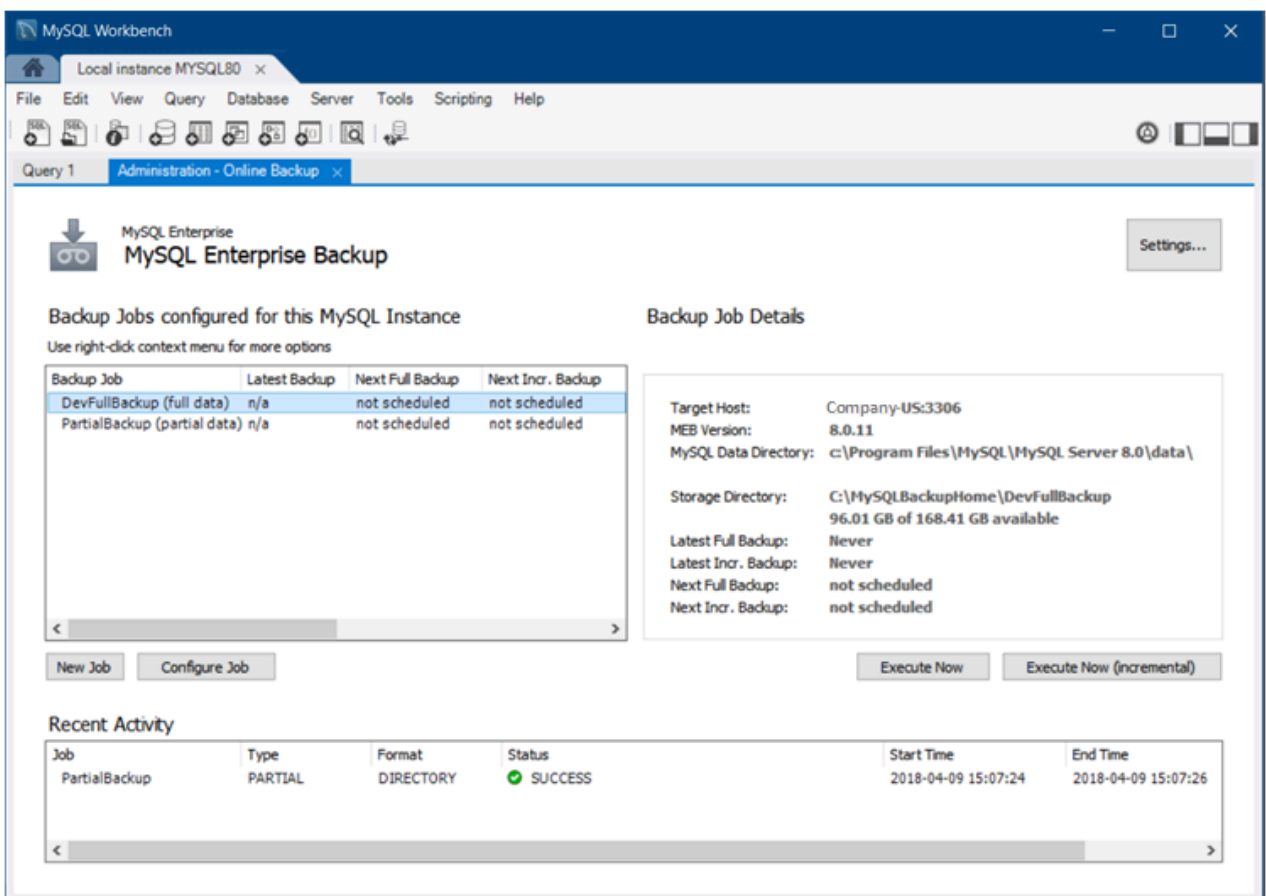 MySQL Workbench
Local instance MYSQL80
File Edit View Query Database Server Tools Scripting Help
Query 1 Administration - Online Backup
MySQL Enterprise
MySQL Enterprise Backup
Settings...
Backup Jobs configured for this MySQL Instance
Use right-click context menu for more options
Backup Job Latest Backup Next Full Backup Next Incr. Backup
DevFullBackup (full data) n/a not scheduled not scheduled
PartialBackup (partial data) n/a not scheduled not scheduled
New Job Configure Job
Backup Job Details
Target Host: Company-US:3306
MEB Version: 8.0.11
MySQL Data Directory: c:\Program Files\MySQL\MySQL Server 8.0\data\
Storage Directory: C:\MySQLBackupHome\DevFullBackup
96.01 GB of 168.41 GB available
Latest Full Backup: Never
Latest Incr. Backup: Never
Next Full Backup: not scheduled
Next Incr. Backup: not scheduled
Execute Now Execute Now (incremental)
Recent Activity
Job Type Format Status Start Time End Time
PartialBackup PARTIAL DIRECTORY SUCCESS 2018-04-09 15:07:24 2018-04-09 15:07:26